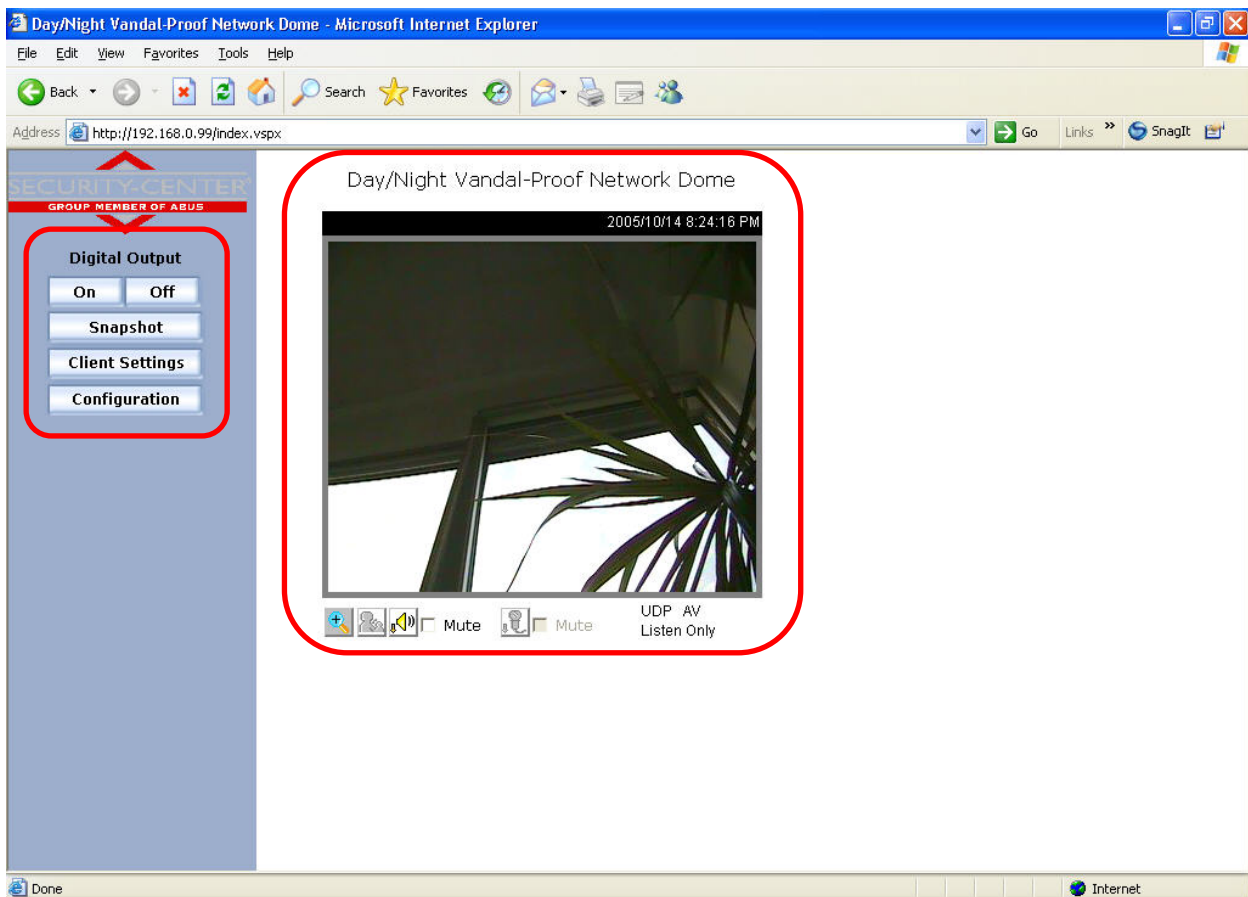 Day/Night Vandal-Proof Network Dome - Microsoft Internet Explorer
File Edit View Favorites Tools Help
Back Search Favorites
Address http://192.168.0.99/index.vspx Go Links » SnagIt
SECURITY-CENTER
GROUP MEMBER OF ABUS
Digital Output
On Off
Snapshot
Client Settings
Configuration
Day/Night Vandal-Proof Network Dome
2005/10/14 8:24:16 PM
Mute Mute UDP AV
Listen Only
Done Internet